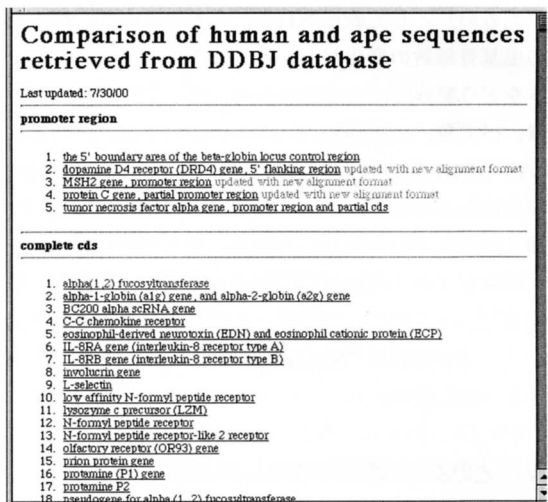 Comparison of human and ape sequences
retrieved from DDBJ database
Last updated: 7/30/00
promoter region
1. the 5' boundary area of the beta-globin locus control region
2. dopamine D4 receptor (DRD4) gene, 5' flanking region updated with new alignment format
3. MSH2 gene, promoter region updated with new alignment format
4. protein C gene, partial promoter region updated with new alignment format
5. tumor necrosis factor alpha gene, promoter region and partial cds
complete cds
1. alpha(1,2) fucosyltransferase
2. alpha-1-globin (a1g) gene, and alpha-2-globin (a2g) gene
3. BC200 alpha scRNA gene
4. C-C chemokine receptor
5. eosinophil-derived neurotoxin (EDN) and eosinophil cationic protein (ECP)
6. IL-8RA gene (interleukin-8 receptor type A)
7. IL-8RB gene (interleukin-8 receptor type B)
8. involucrin gene
9. L-selectin
10. low affinity N-formyl peptide receptor
11. lysozyme c precursor (LZM)
12. N-formyl peptide receptor
13. N-formyl peptide receptor-like 2 receptor
14. olfactory receptor (OR93) gene
15. prion protein gene
16. protamine (P1) gene
17. protamine P2
18. pseudogene for alpha (1, 2) fucosyltransferase